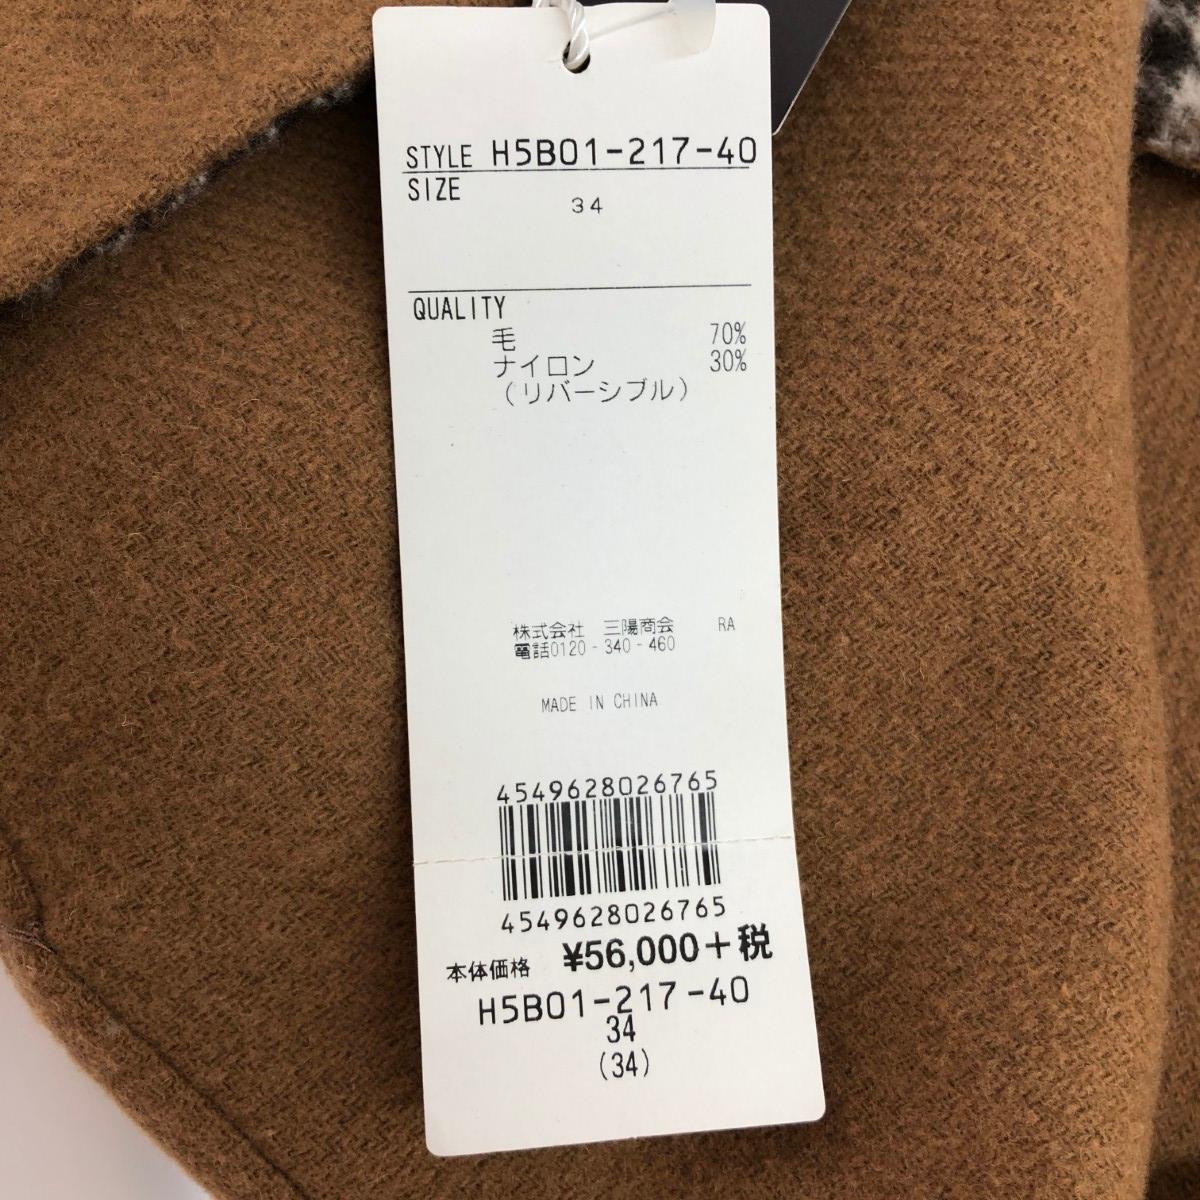 STYLE H5B01-217-40
SIZE
34
QUALITY
毛 70%
ナイロン 30%
(リバーシブル)
株式会社 三陽商会 RA
電話0120-340-460
MADE IN CHINA
4549628026765
4549628026765
本体価格 ¥56,000+税
H5B01-217-40
34
(34)